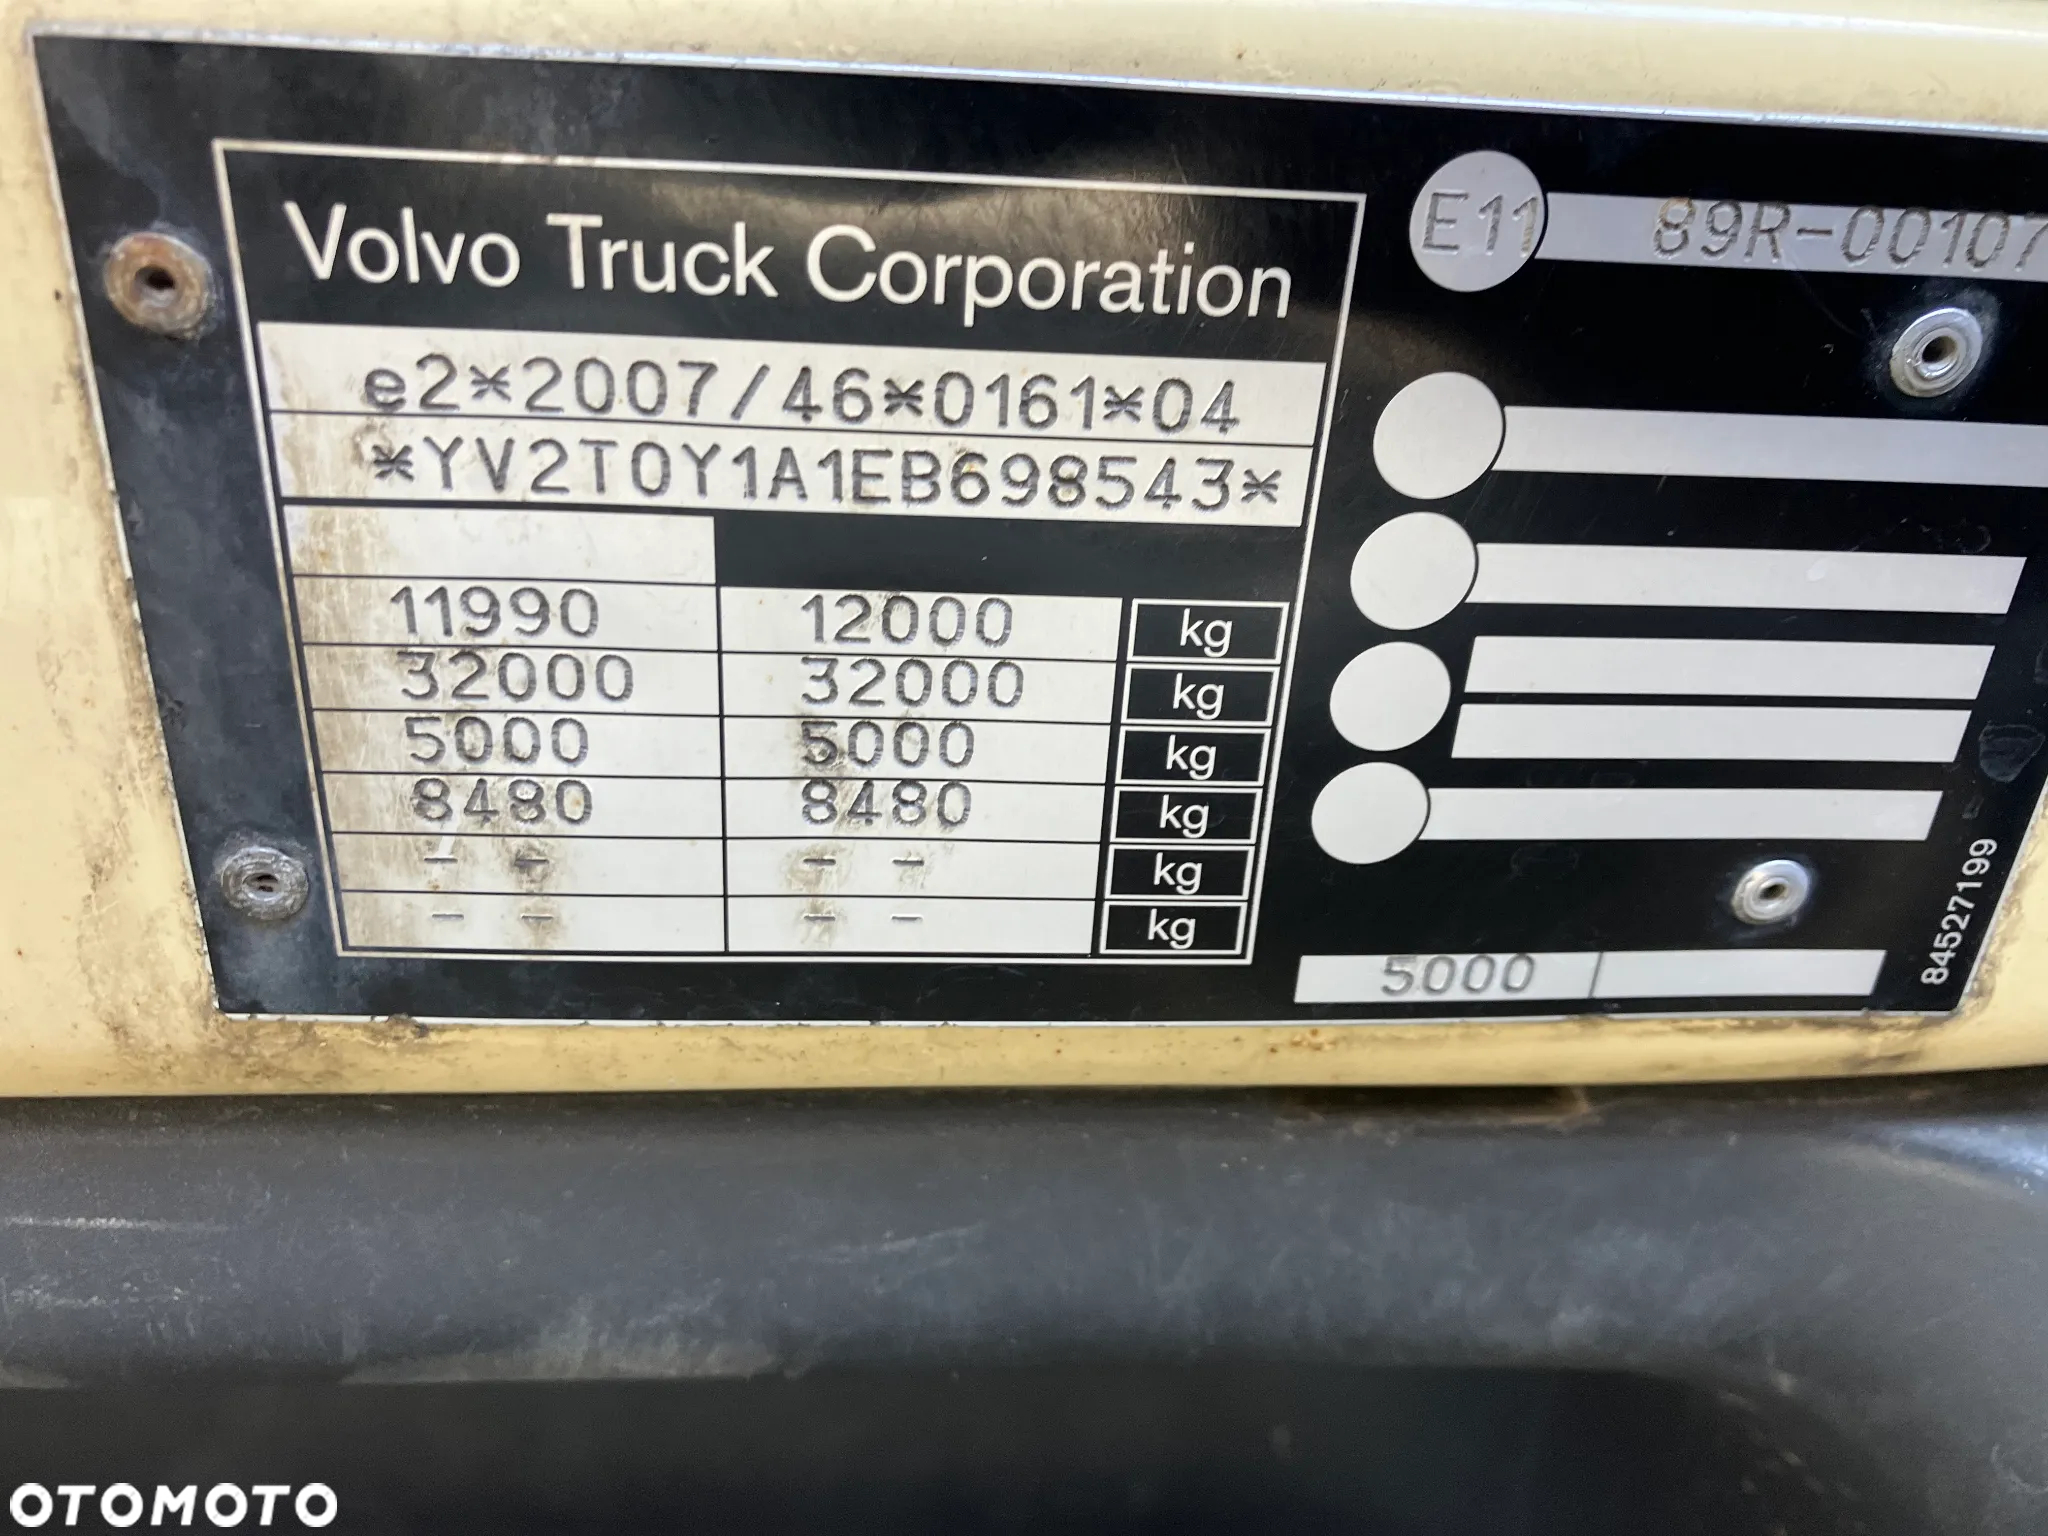 Volvo Truck Corporation
e2*2007/46*0161*04
*YV2T0Y1A1EB698543*
11990 12000 kg
32000 32000 kg
5000 5000 kg
8480 8480 kg
- - - - kg
- - - - kg
E11 89R-00107
5000
84527199
OTOMOTO